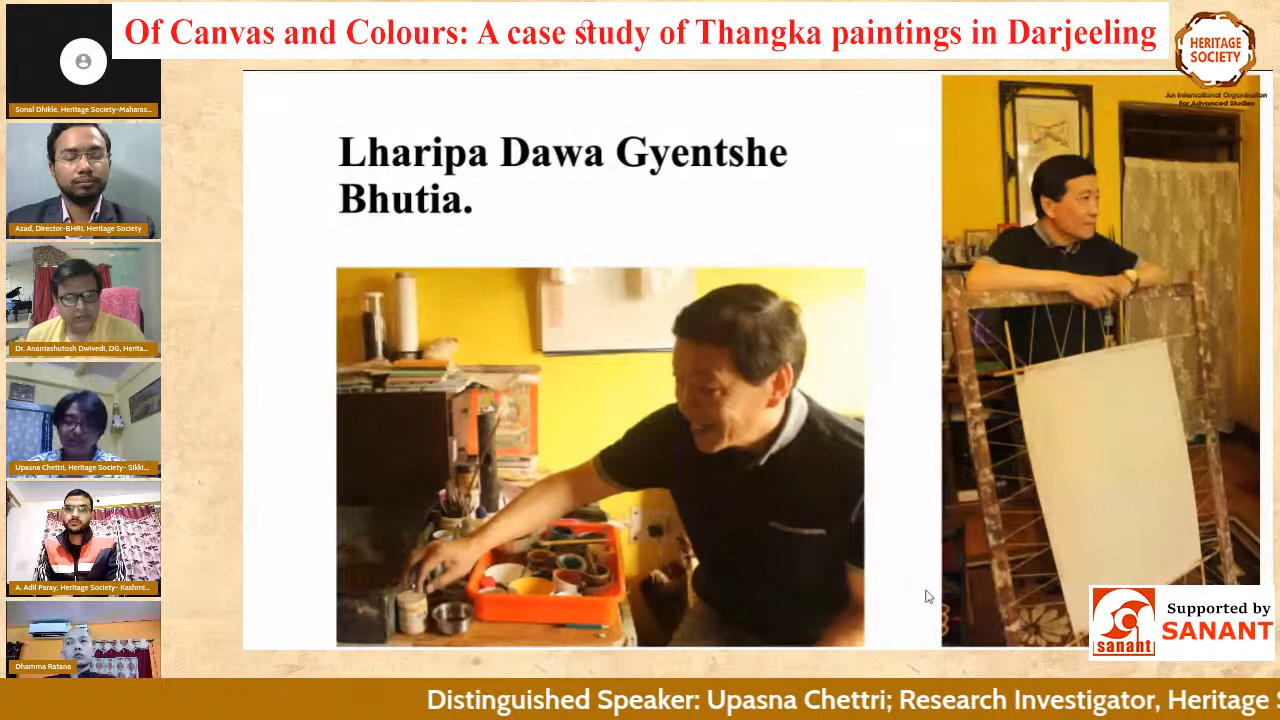 Of Canvas and Colours: A case study of Thangka paintings in Darjeeling
HERITAGE
SOCIETY
An International Organisation
for Advanced Studies
Sonal Dhikle, Heritage Society-Maharas...
Azad, Director-BHRI, Heritage Society
Dr. Anantashutosh Dwivedi, DG, Herita...
Upasna Chettri, Heritage Society- Sikki...
A. Adil Paray, Heritage Society- Kashmi...
Dhamma Ratana
Lharipa Dawa Gyentshe
Bhutia.
sanant
Supported by
SANANT
Distinguished Speaker: Upasna Chettri; Research Investigator, Heritage S